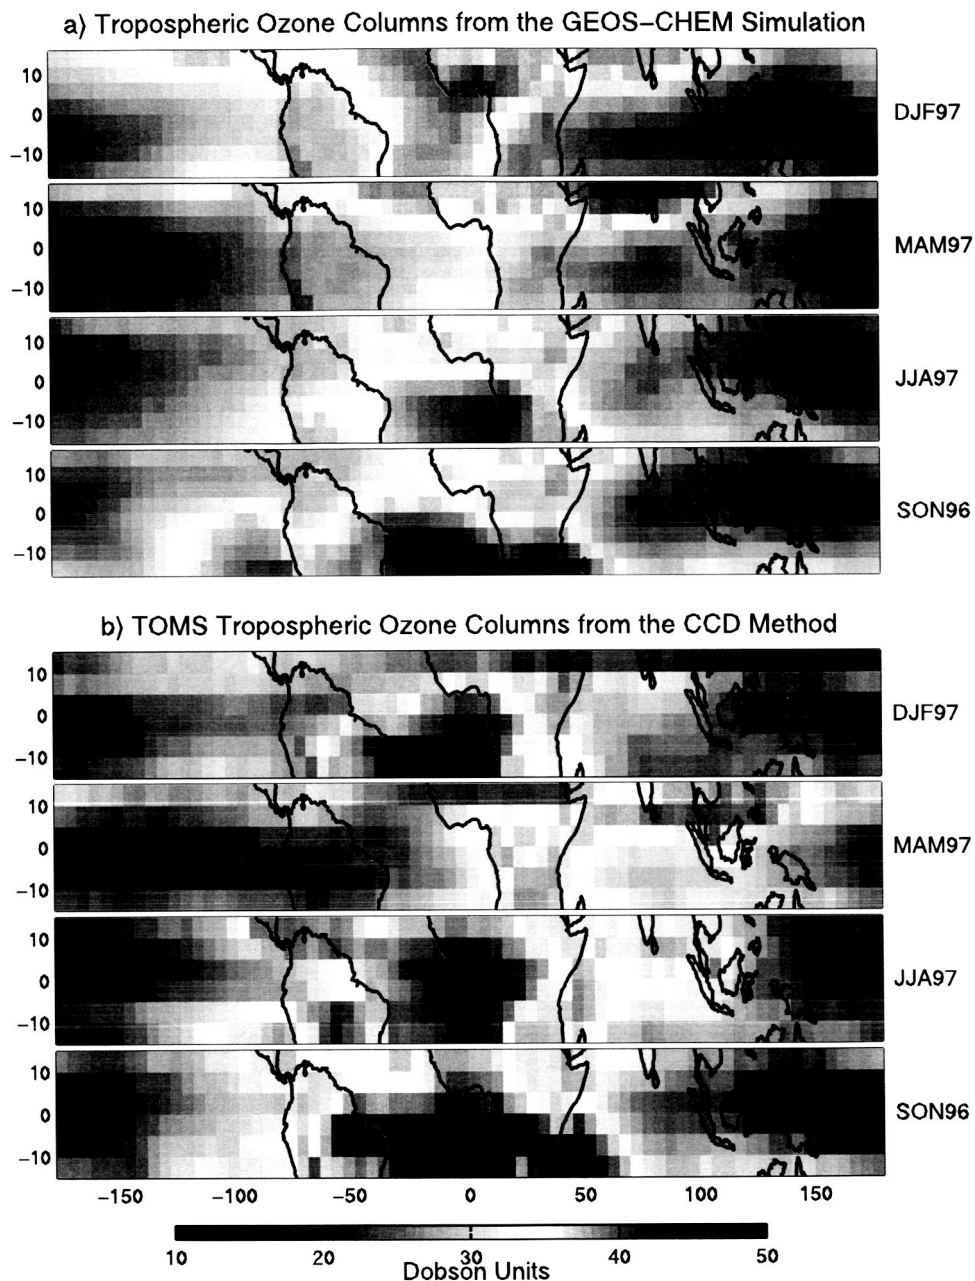 a) Tropospheric Ozone Columns from the GEOS–CHEM Simulation
10
0
−10
DJF97
10
0
−10
MAM97
10
0
−10
JJA97
10
0
−10
SON96
b) TOMS Tropospheric Ozone Columns from the CCD Method
10
0
−10
DJF97
10
0
−10
MAM97
10
0
−10
JJA97
10
0
−10
SON96
−150 −100 −50 0 50 100 150
10 20 30 40 50
Dobson Units